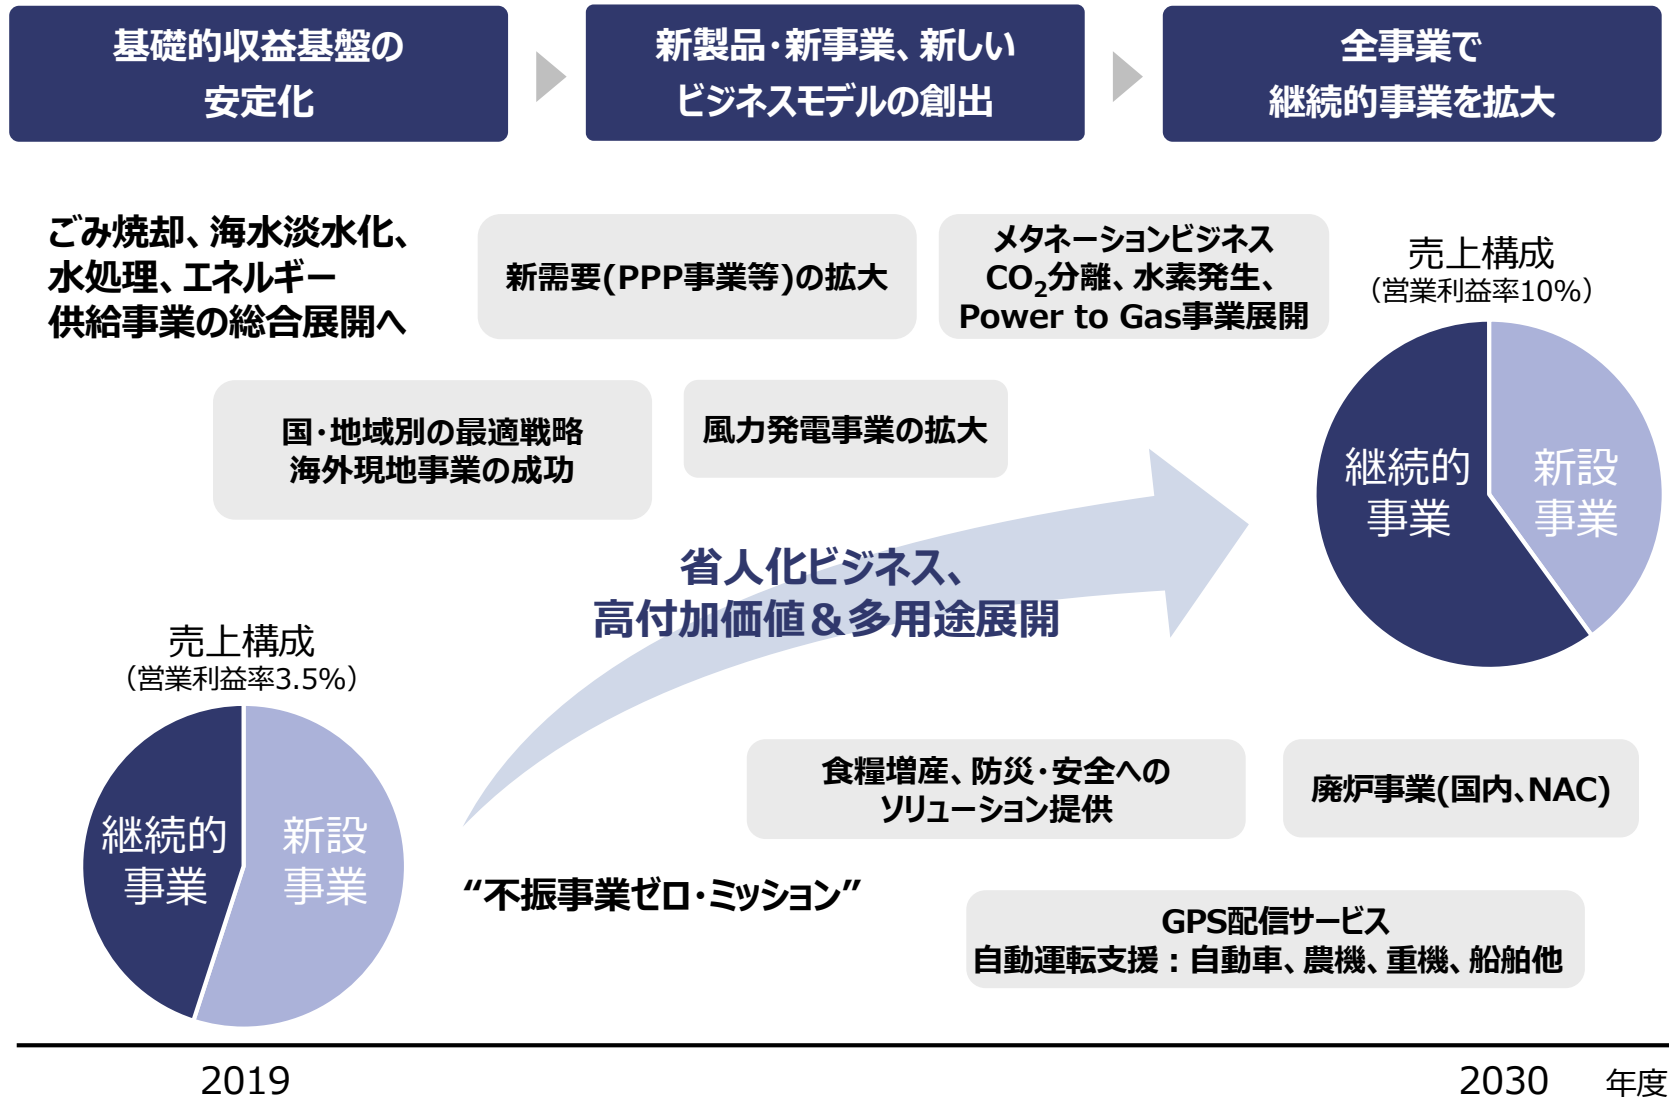 基礎的収益基盤の
安定化
新製品・新事業、新しい
ビジネスモデルの創出
全事業で
継続的事業を拡大
ごみ焼却、海水淡水化、
水処理、エネルギー
供給事業の総合展開へ
新需要(PPP事業等)の拡大
メタネーションビジネス
CO₂分離、水素発生、
Power to Gas事業展開
売上構成
（営業利益率10%）
継続的
事業
新設
事業
国・地域別の最適戦略
海外現地事業の成功
風力発電事業の拡大
省人化ビジネス、
高付加価値＆多用途展開
売上構成
（営業利益率3.5%）
継続的
事業
新設
事業
食糧増産、防災・安全への
ソリューション提供
廃炉事業(国内、NAC)
“不振事業ゼロ・ミッション”
GPS配信サービス
自動運転支援：自動車、農機、重機、船舶他
2019
2030 年度